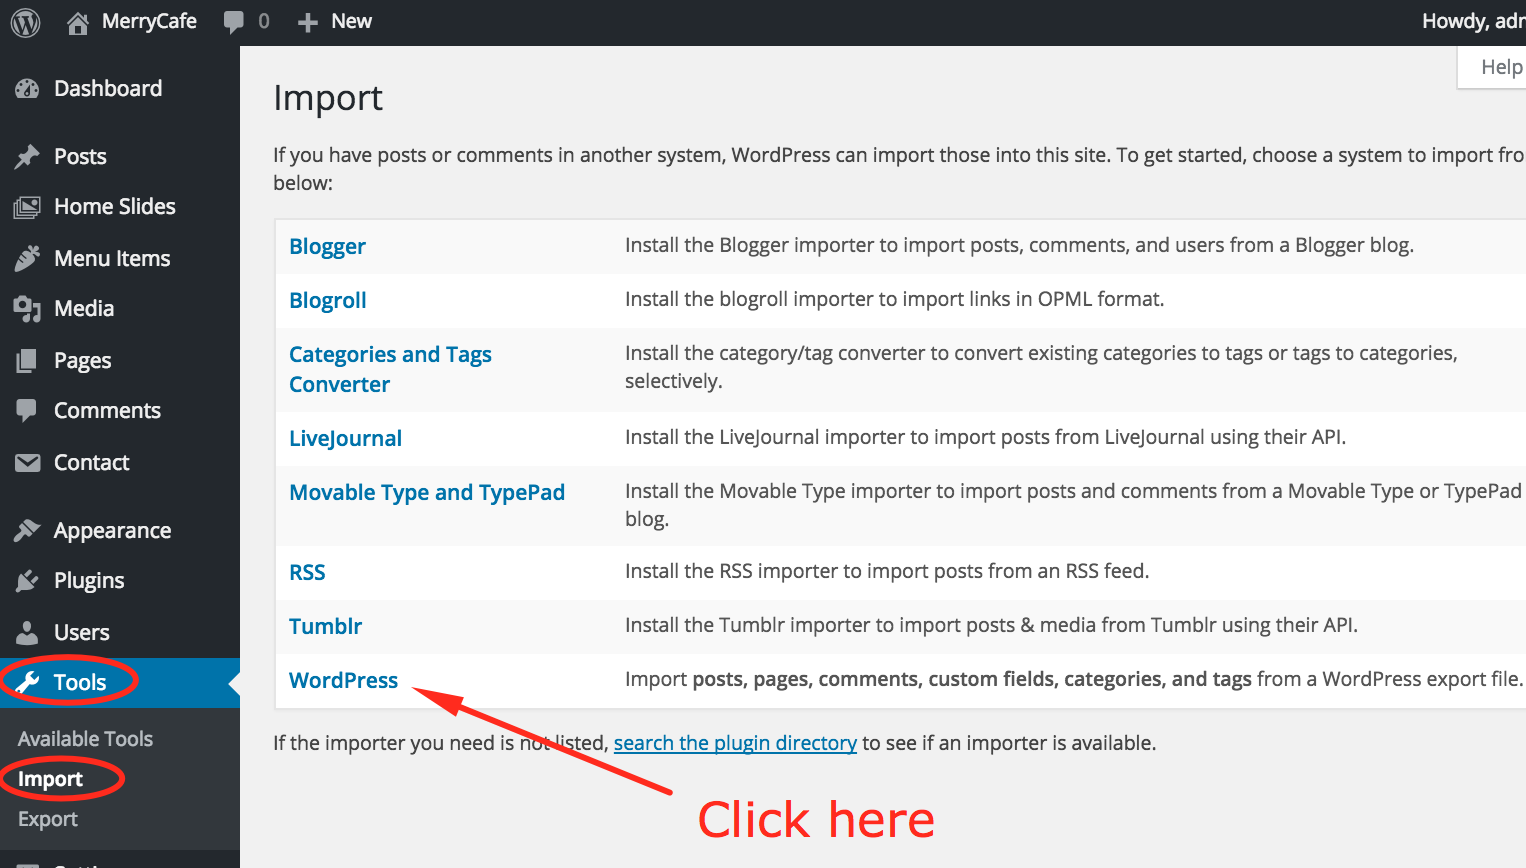 MerryCafe 0 New Howdy, adm
Help
Dashboard
Posts
Home Slides
Menu Items
Media
Pages
Comments
Contact
Appearance
Plugins
Users
Tools
Available Tools
Import
Export
Import
If you have posts or comments in another system, WordPress can import those into this site. To get started, choose a system to import fro
below:
Blogger Install the Blogger importer to import posts, comments, and users from a Blogger blog.
Blogroll Install the blogroll importer to import links in OPML format.
Categories and Tags Install the category/tag converter to convert existing categories to tags or tags to categories,
Converter selectively.
LiveJournal Install the LiveJournal importer to import posts from LiveJournal using their API.
Movable Type and TypePad Install the Movable Type importer to import posts and comments from a Movable Type or TypePad
blog.
RSS Install the RSS importer to import posts from an RSS feed.
Tumblr Install the Tumblr importer to import posts & media from Tumblr using their API.
WordPress Import posts, pages, comments, custom fields, categories, and tags from a WordPress export file.
If the importer you need is not listed, search the plugin directory to see if an importer is available.
Click here